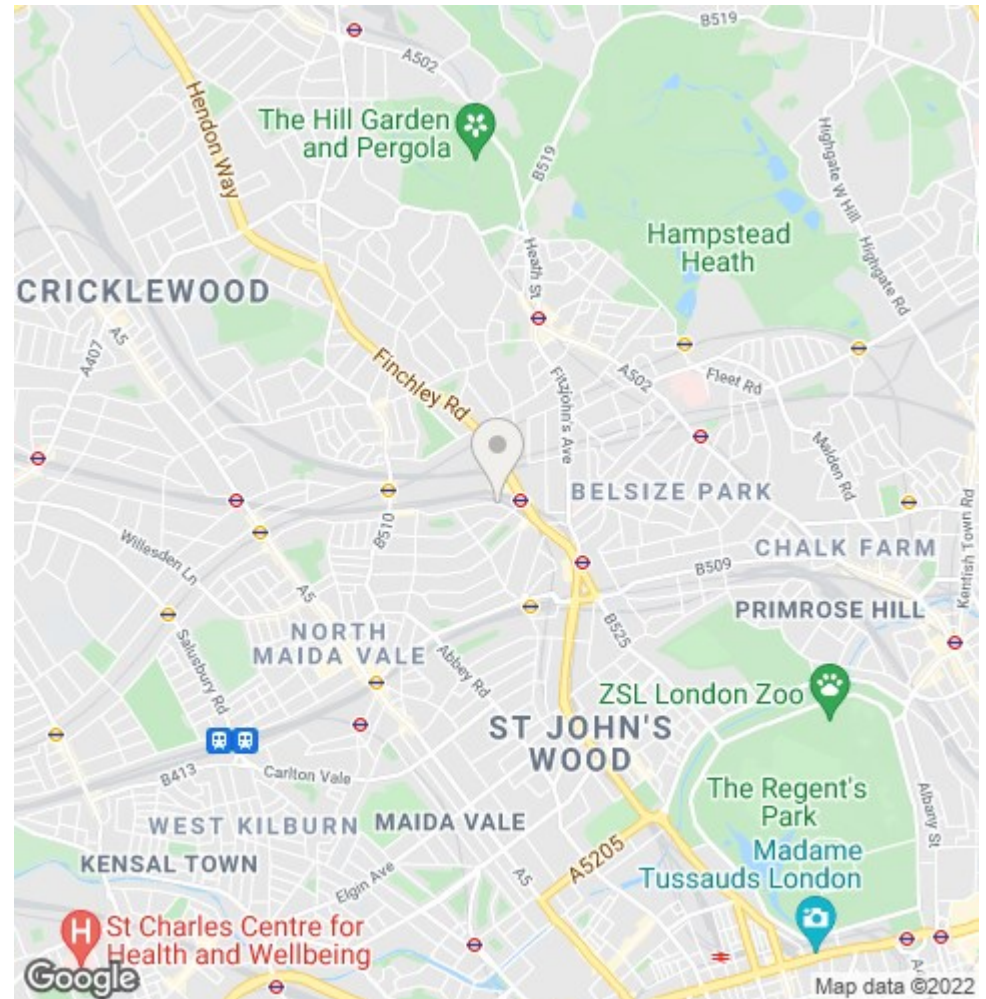 B519
A502
Hendon Way
The Hill Garden
and Pergola
B519
Highgate W Hill
Highgate Rd
Heath St
Hampstead
Heath
CRICKLEWOOD
A5
A407
Finchley Rd
Fitzjohn's Ave
A502
Fleet Rd
Malden Rd
BELSIZE PARK
B510
Willesden Ln
A5
CHALK FARM
B509
Kentish Town Rd
PRIMROSE HILL
B525
NORTH
MAIDA VALE
Salusbury Rd
Abbey Rd
ZSL London Zoo
ST JOHN'S
WOOD
B413
Carlton Vale
The Regent's
Park
Albany St
WEST KILBURN
MAIDA VALE
Madame
Tussauds London
KENSAL TOWN
Elgin Ave
A5
A5205
H
St Charles Centre for
Health and Wellbeing
Google
Map data ©2022